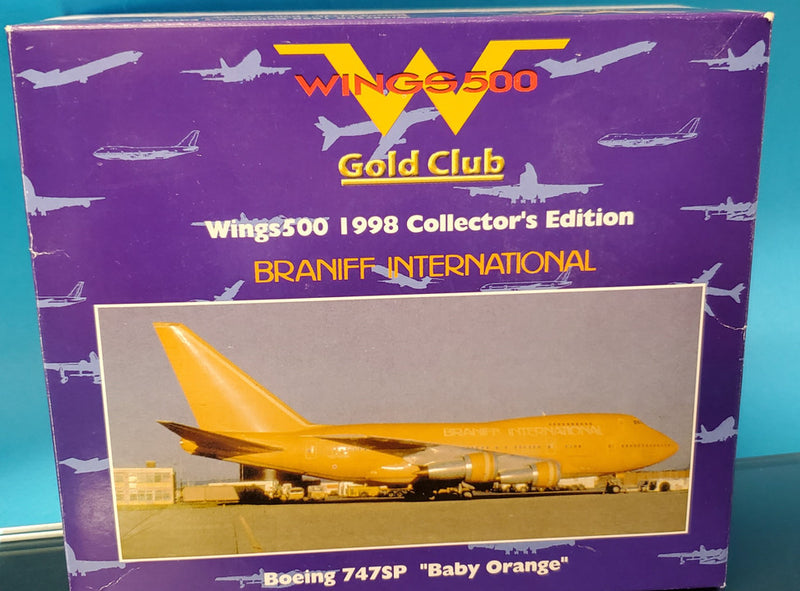 WINGS500
Gold Club
Wings500 1998 Collector's Edition
BRANIFF INTERNATIONAL
BRANIFF INTERNATIONAL
Boeing 747SP "Baby Orange"